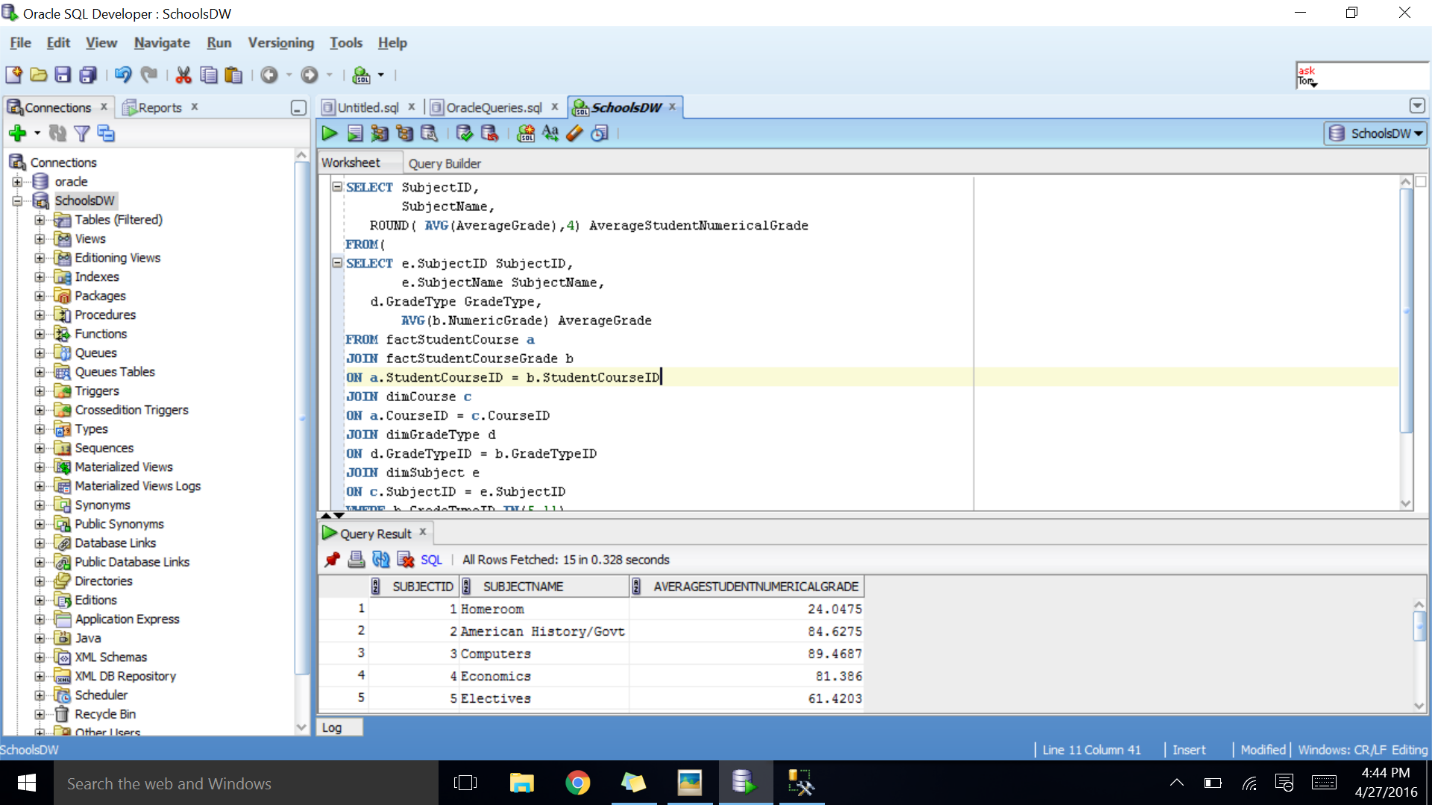 Oracle SQL Developer : SchoolsDW
File Edit View Navigate Run Versioning Tools Help
ask
Tom
Connections x Reports x
Untitled.sql x OracleQueries.sql x SchoolsDW x
SchoolsDW
Worksheet Query Builder
Connections
oracle
SchoolsDW
Tables (Filtered)
Views
Editioning Views
Indexes
Packages
Procedures
Functions
Queues
Queues Tables
Triggers
Crossedition Triggers
Types
Sequences
Materialized Views
Materialized Views Logs
Synonyms
Public Synonyms
Database Links
Public Database Links
Directories
Editions
Application Express
Java
XML Schemas
XML DB Repository
Scheduler
Recycle Bin
Other Users
SELECT SubjectID,
SubjectName,
ROUND( AVG(AverageGrade),4) AverageStudentNumericalGrade
FROM(
SELECT e.SubjectID SubjectID,
e.SubjectName SubjectName,
d.GradeType GradeType,
AVG(b.NumericGrade) AverageGrade
FROM factStudentCourse a
JOIN factStudentCourseGrade b
ON a.StudentCourseID = b.StudentCourseID
JOIN dimCourse c
ON a.CourseID = c.CourseID
JOIN dimGradeType d
ON d.GradeTypeID = b.GradeTypeID
JOIN dimSubject e
ON c.SubjectID = e.SubjectID
WHERE b.GradeTypeID IN(5,11)
Query Result x
SQL | All Rows Fetched: 15 in 0.328 seconds
SUBJECTID SUBJECTNAME AVERAGESTUDENTNUMERICALGRADE
1 1 Homeroom 24.0475
2 2 American History/Govt 84.6275
3 3 Computers 89.4687
4 4 Economics 81.386
5 5 Electives 61.4203
Log
SchoolsDW
Line 11 Column 41 | Insert | Modified | Windows: CR/LF Editing
Search the web and Windows
4:44 PM
4/27/2016